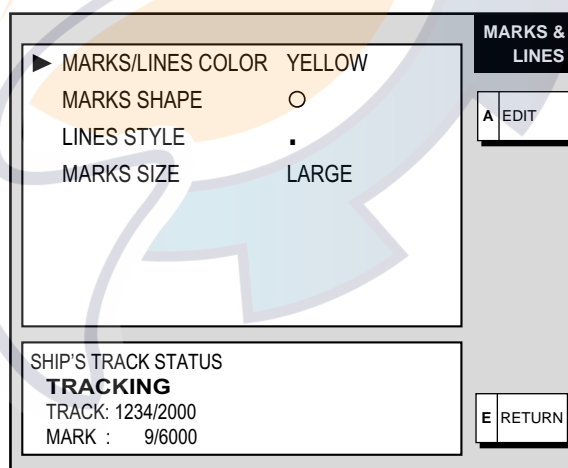 MARKS & LINES
MARKS/LINES COLOR YELLOW
MARKS SHAPE ○
LINES STYLE .
MARKS SIZE LARGE
A EDIT
SHIP'S TRACK STATUS
TRACKING
TRACK: 1234/2000
MARK : 9/6000
E RETURN